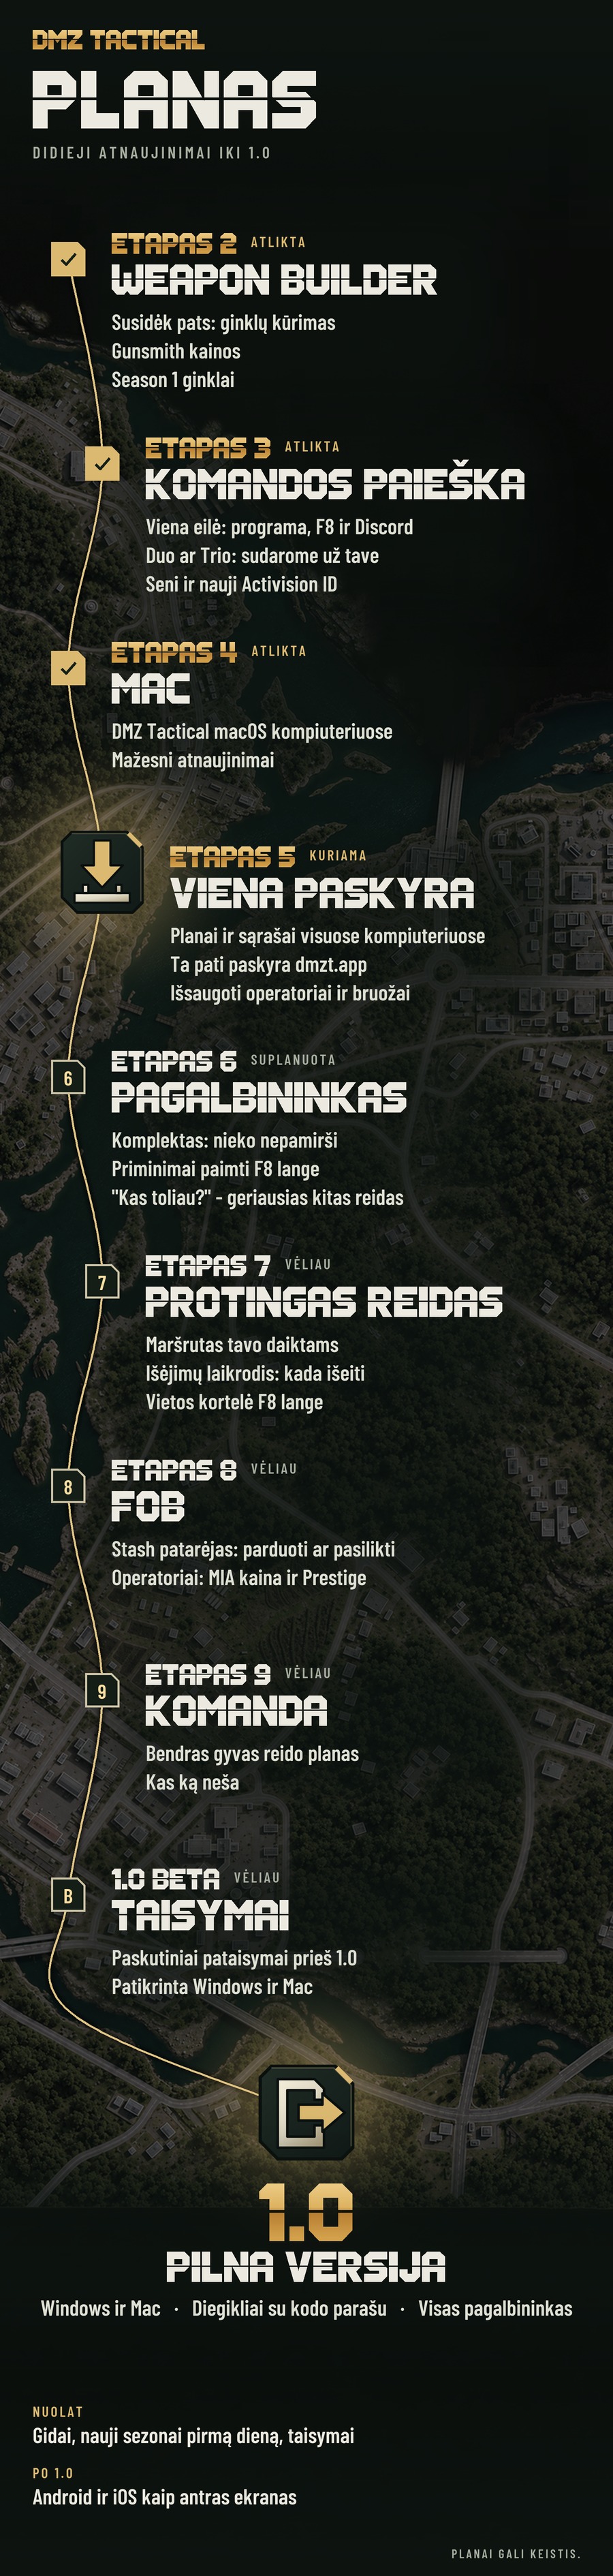 DMZ TACTICAL
PLANAS
DIDIEJI ATNAUJINIMAI IKI 1.0
ETAPAS 2 ATLIKTA
WEAPON BUILDER
Susidėk pats: ginklų kūrimas
Gunsmith kainos
Season 1 ginklai
ETAPAS 3 ATLIKTA
KOMANDOS PAIEŠKA
Viena eilė: programa, F8 ir Discord
Duo ar Trio: sudarome už tave
Seni ir nauji Activision ID
ETAPAS 4 ATLIKTA
MAC
DMZ Tactical macOS kompiuteriuose
Mažesni atnaujinimai
ETAPAS 5 KURIAMA
VIENA PASKYRA
Planai ir sąrašai visuose kompiuteriuose
Ta pati paskyra dmzt.app
Išsaugoti operatoriai ir bruožai
6
ETAPAS 6 SUPLANUOTA
PAGALBININKAS
Komplektas: nieko nepamirši
Priminimai paimti F8 lange
"Kas toliau?" - geriausias kitas reidas
7
ETAPAS 7 VĖLIAU
PROTINGAS REIDAS
Maršrutas tavo daiktams
Išėjimų laikrodis: kada išeiti
Vietos kortelė F8 lange
8
ETAPAS 8 VĖLIAU
FOB
Stash patarėjas: parduoti ar pasilikti
Operatoriai: MIA kaina ir Prestige
9
ETAPAS 9 VĖLIAU
KOMANDA
Bendras gyvas reido planas
Kas ką neša
B
1.0 BETA VĖLIAU
TAISYMAI
Paskutiniai pataisymai prieš 1.0
Patikrinta Windows ir Mac
1.0
PILNA VERSIJA
Windows ir Mac · Diegikliai su kodo parašu · Visas pagalbininkas
NUOLAT
Gidai, nauji sezonai pirmą dieną, taisymai
PO 1.0
Android ir iOS kaip antras ekranas
PLANAI GALI KEISTIS.